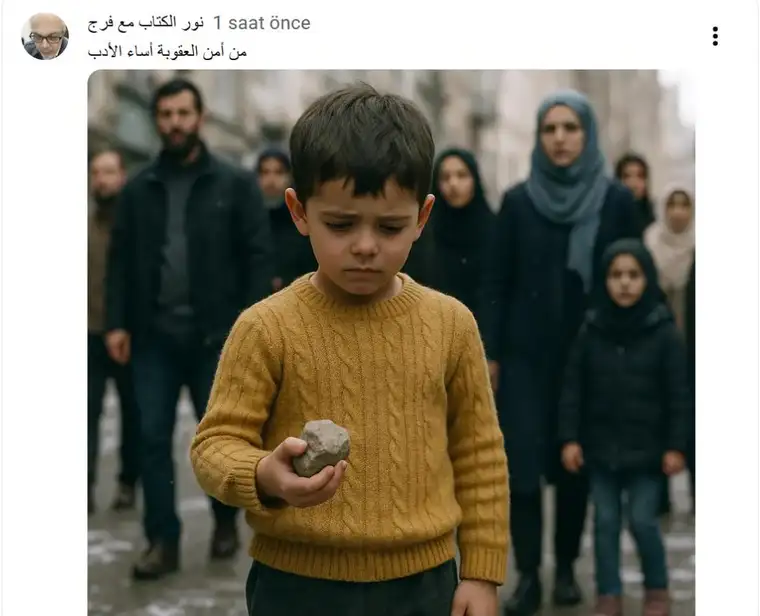 نور الكتاب مع فرج 1 saat önce
من أمن العقوبة أساء الأدب